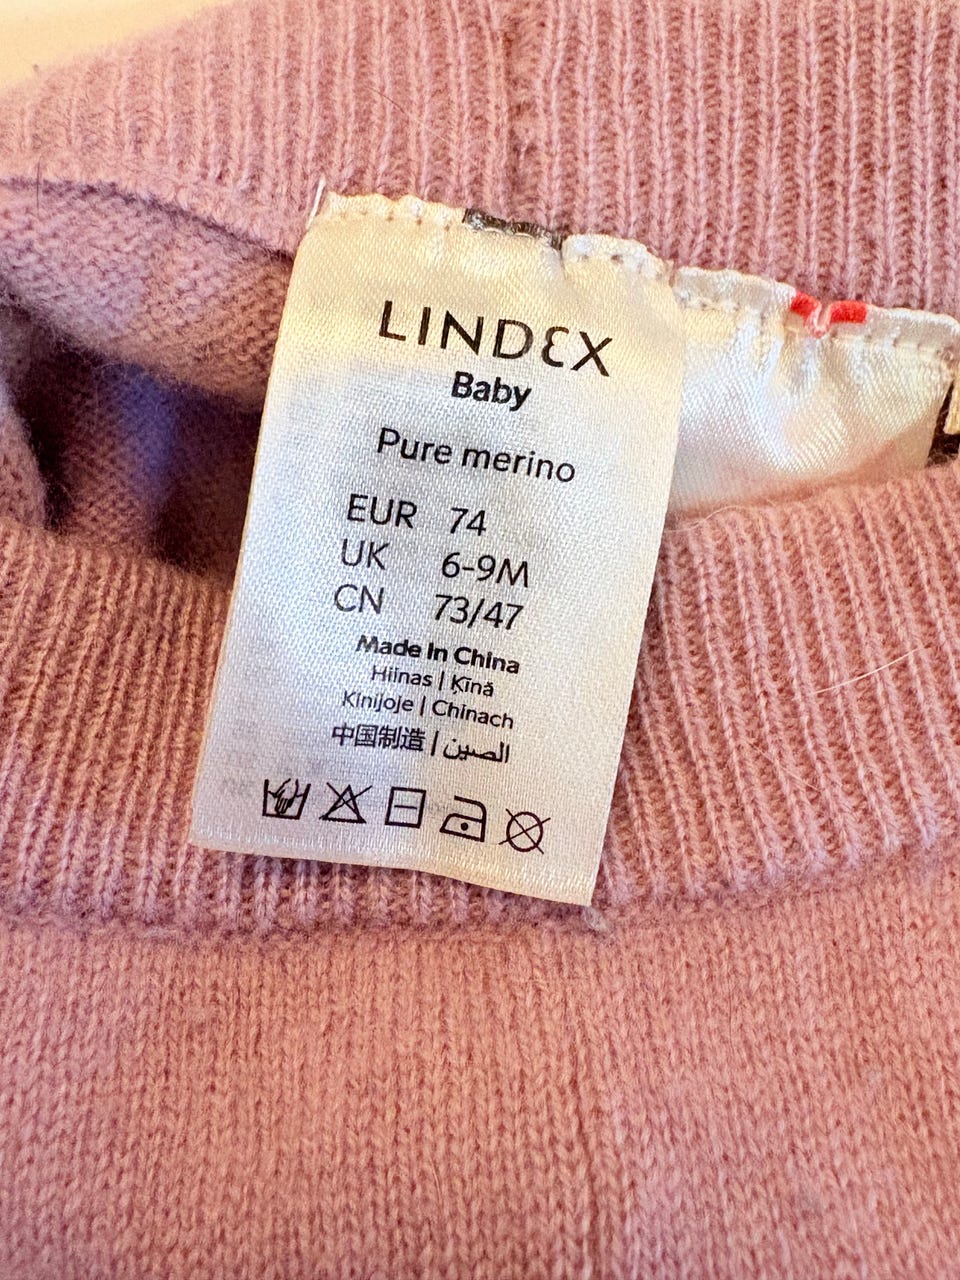 LINDEX
Baby
Pure merino
EUR 74
UK 6-9M
CN 73/47
Made in China
Hiinas | Ķīnā
Kinijoje | Chinach
中国制造 | الصين